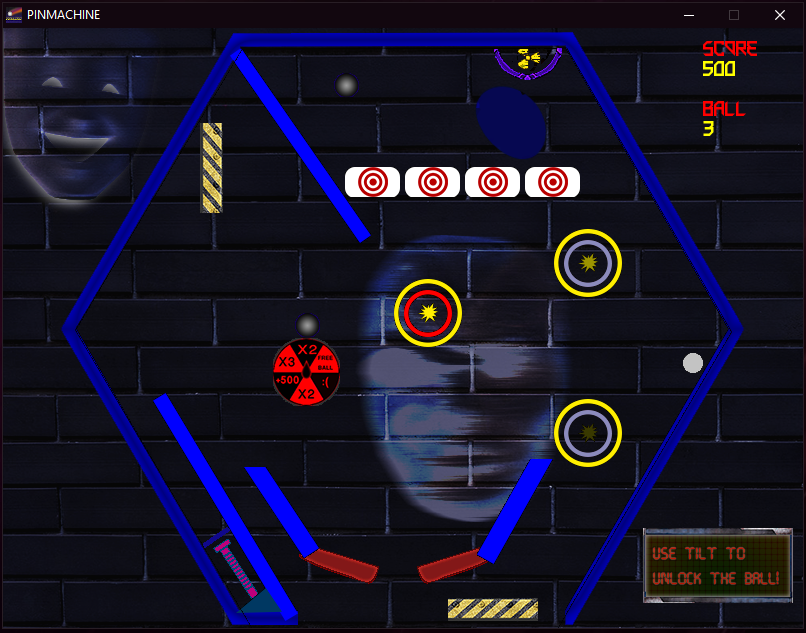 PINMACHINE
SCORE
500
BALL
3
X2
X3
FREE
BALL
+500
:(
X2
USE TILT TO
UNLOCK THE BALL!